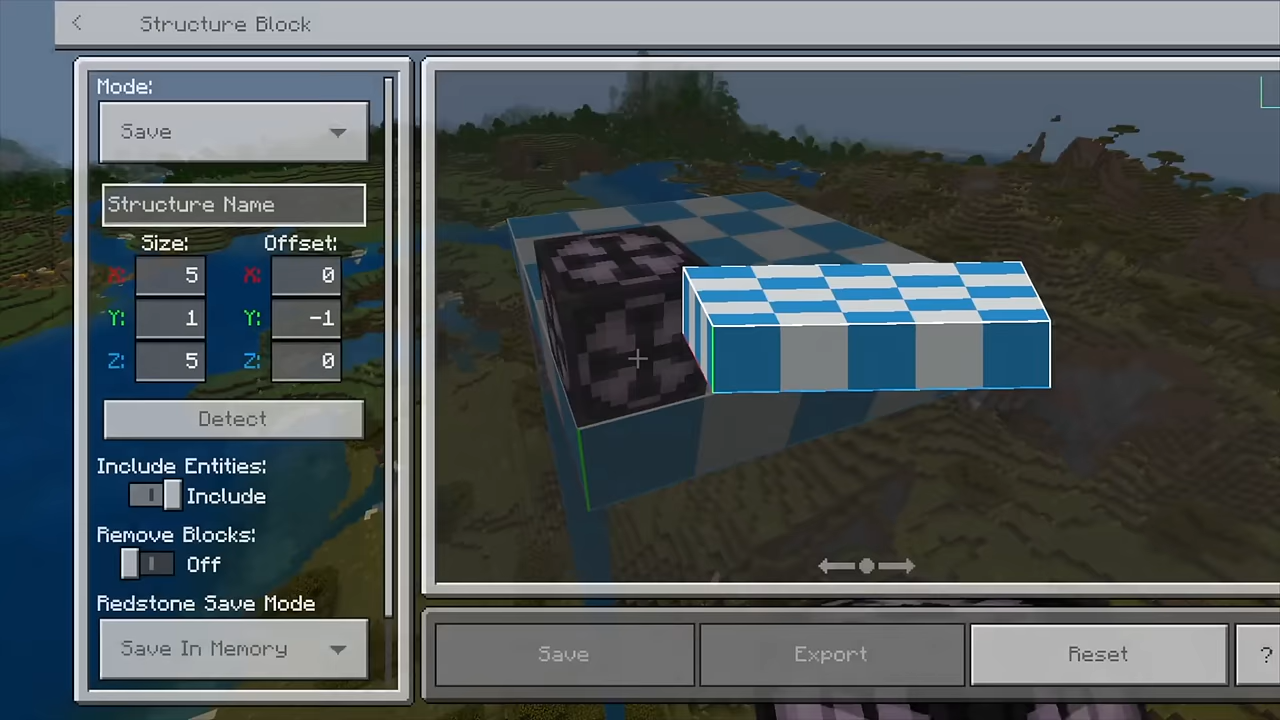 Structure Block
Mode:
Save
Structure Name
Size: Offset:
X: 5 X: 0
Y: 1 Y: -1
Z: 5 Z: 0
Detect
Include Entities:
Include
Remove Blocks:
Off
Redstone Save Mode
Save In Memory
Save Export Reset ?